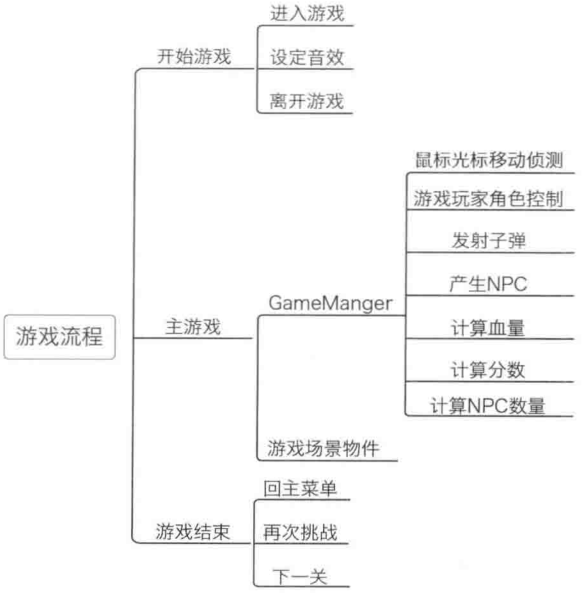 游戏流程
开始游戏
进入游戏
设定音效
离开游戏
主游戏
GameManger
鼠标光标移动侦测
游戏玩家角色控制
发射子弹
产生NPC
计算血量
计算分数
计算NPC数量
游戏场景物件
游戏结束
回主菜单
再次挑战
下一关